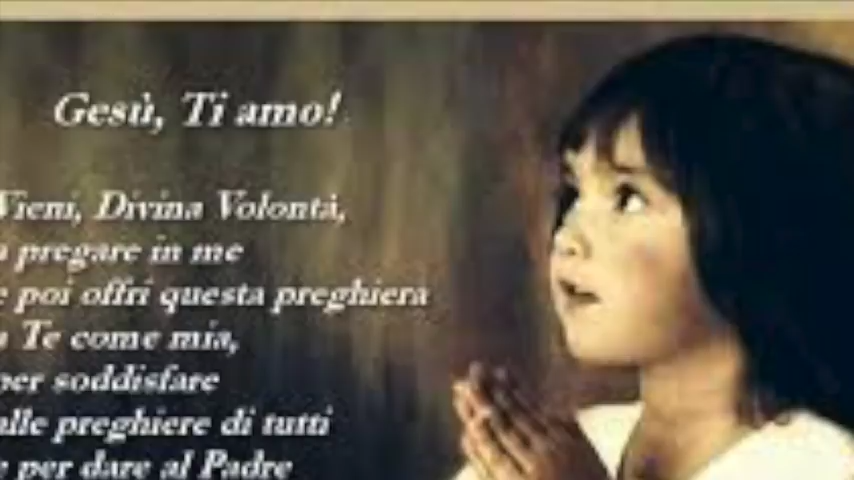 Gesù, Ti amo!
Vieni, Divina Volontà,
a pregare in me
e poi offri questa preghiera
a Te come mia,
per soddisfare
alle preghiere di tutti
e per dare al Padre